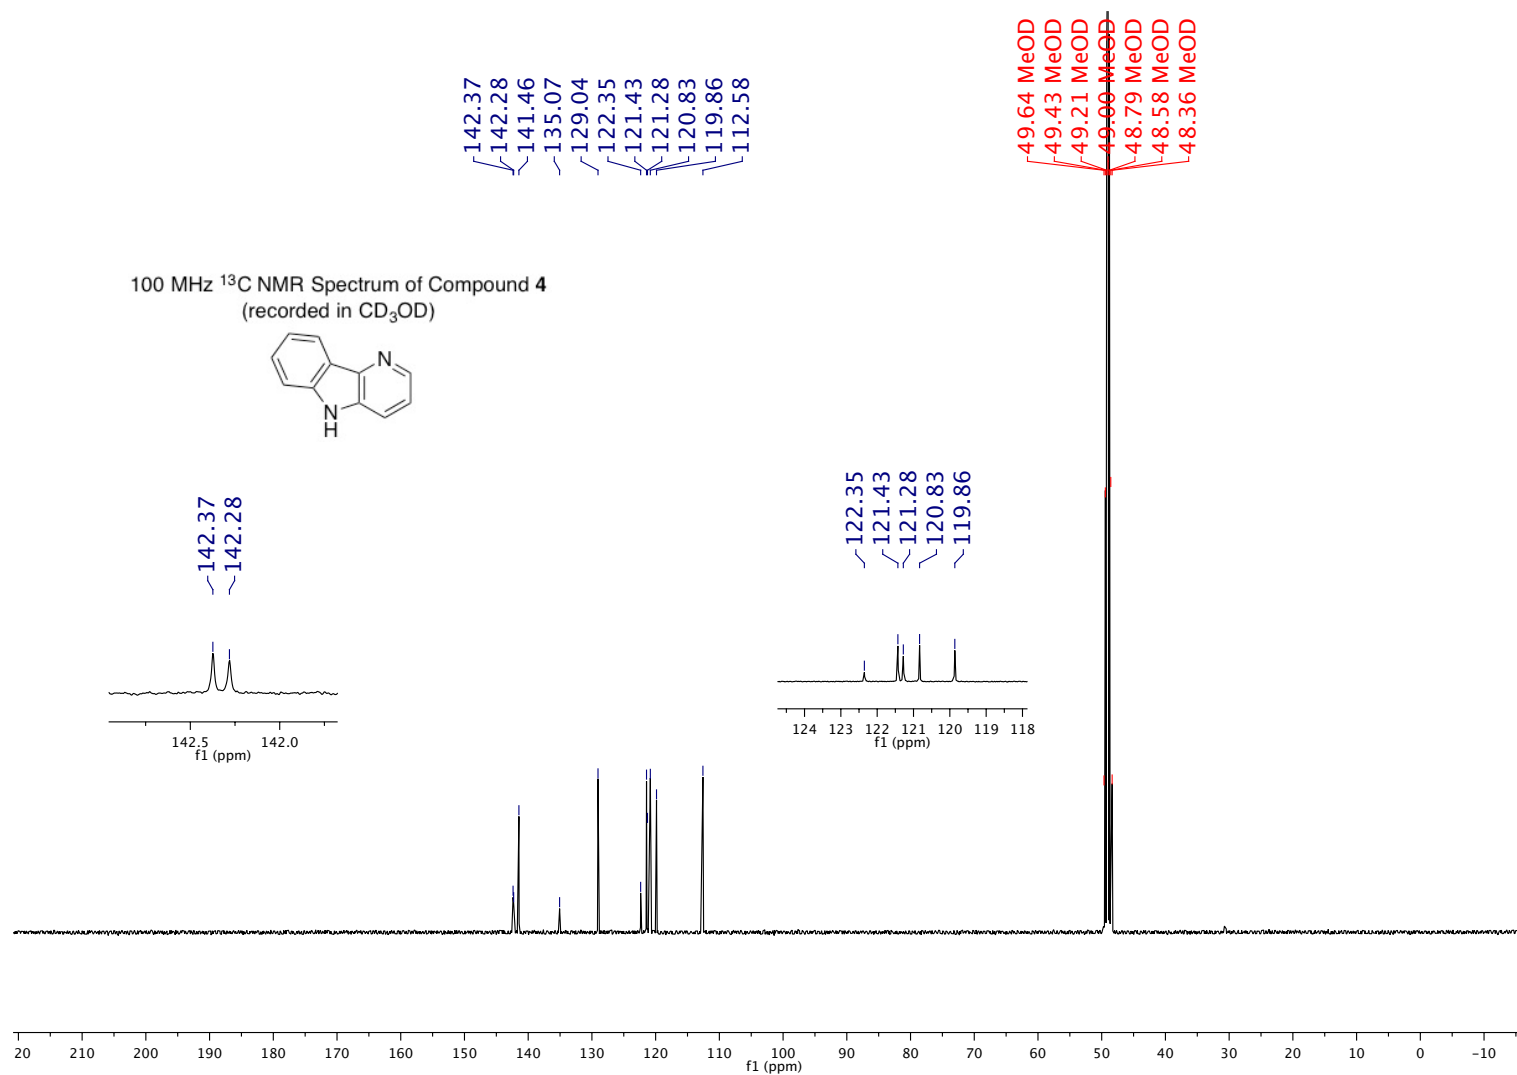 142.37
142.28
141.46
135.07
129.04
122.35
121.43
121.28
120.83
119.86
112.58
49.64 MeOD
49.43 MeOD
49.21 MeOD
49.00 MeOD
48.79 MeOD
48.58 MeOD
48.36 MeOD
100 MHz ¹³C NMR Spectrum of Compound 4
(recorded in CD₃OD)
N
N
H
142.37
142.28
142.5 142.0
f1 (ppm)
122.35
121.43
121.28
120.83
119.86
124 123 122 121 120 119 118
f1 (ppm)
20 210 200 190 180 170 160 150 140 130 120 110 100 90 80 70 60 50 40 30 20 10 0 −10
f1 (ppm)